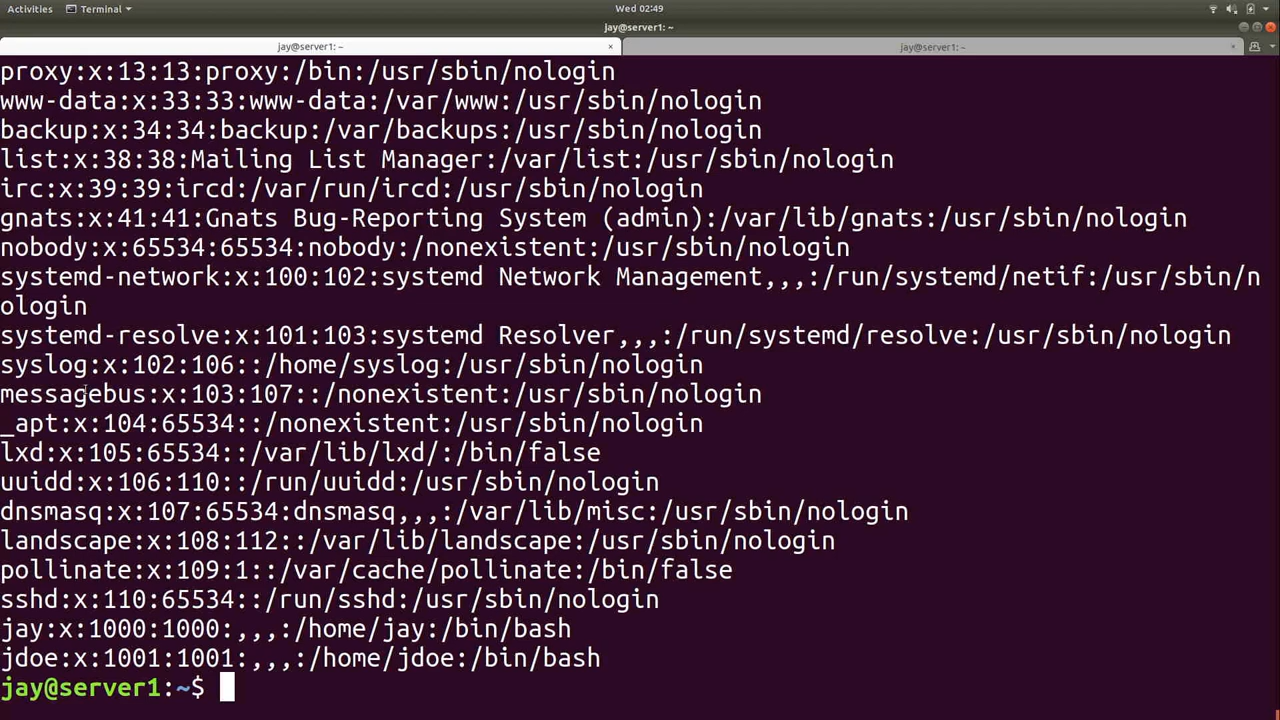 Activities Terminal Wed 02:49
jay@server1: ~
jay@server1: ~ × jay@server1: ~ ×
proxy:x:13:13:proxy:/bin:/usr/sbin/nologin
www-data:x:33:33:www-data:/var/www:/usr/sbin/nologin
backup:x:34:34:backup:/var/backups:/usr/sbin/nologin
list:x:38:38:Mailing List Manager:/var/list:/usr/sbin/nologin
irc:x:39:39:ircd:/var/run/ircd:/usr/sbin/nologin
gnats:x:41:41:Gnats Bug-Reporting System (admin):/var/lib/gnats:/usr/sbin/nologin
nobody:x:65534:65534:nobody:/nonexistent:/usr/sbin/nologin
systemd-network:x:100:102:systemd Network Management,,,:/run/systemd/netif:/usr/sbin/n
ologin
systemd-resolve:x:101:103:systemd Resolver,,,:/run/systemd/resolve:/usr/sbin/nologin
syslog:x:102:106::/home/syslog:/usr/sbin/nologin
messagebus:x:103:107::/nonexistent:/usr/sbin/nologin
_apt:x:104:65534::/nonexistent:/usr/sbin/nologin
lxd:x:105:65534::/var/lib/lxd/:/bin/false
uuidd:x:106:110::/run/uuidd:/usr/sbin/nologin
dnsmasq:x:107:65534:dnsmasq,,,:/var/lib/misc:/usr/sbin/nologin
landscape:x:108:112::/var/lib/landscape:/usr/sbin/nologin
pollinate:x:109:1::/var/cache/pollinate:/bin/false
sshd:x:110:65534::/run/sshd:/usr/sbin/nologin
jay:x:1000:1000:,,,:/home/jay:/bin/bash
jdoe:x:1001:1001:,,,:/home/jdoe:/bin/bash
jay@server1:~$